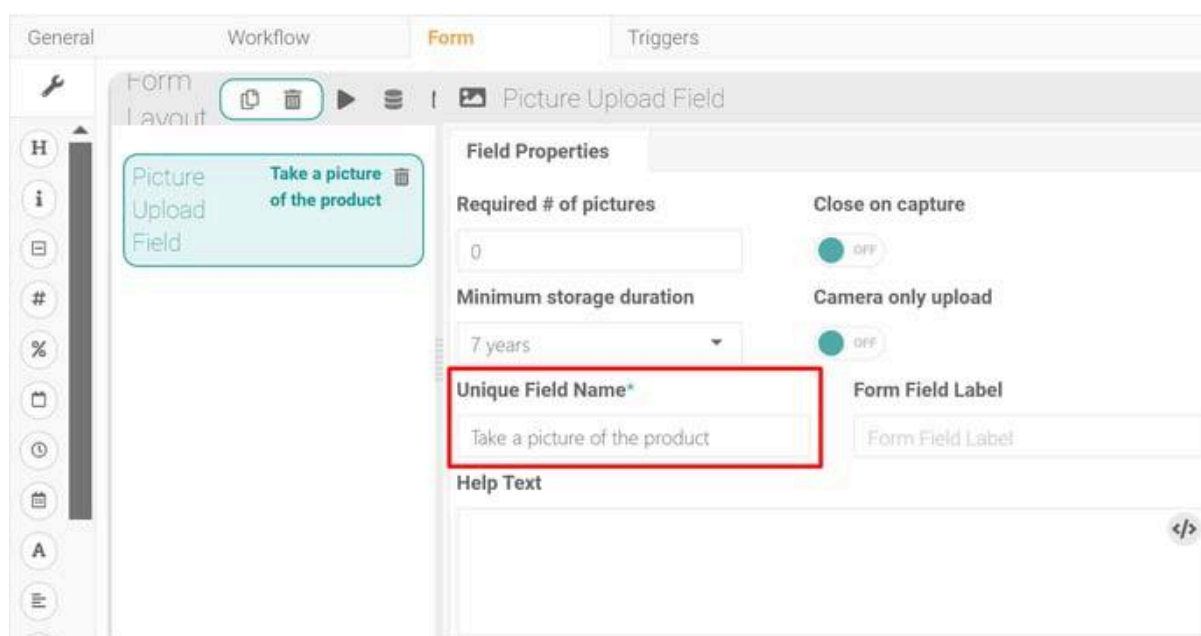 General Workflow Form Triggers
Form
Layout
Picture Upload Field
Picture
Upload
Field
Take a picture
of the product
Field Properties
Required # of pictures
Close on capture
0
OFF
Minimum storage duration
Camera only upload
7 years
OFF
Unique Field Name*
Form Field Label
Take a picture of the product
Form Field Label
Help Text
</>
H
i
#
%
A